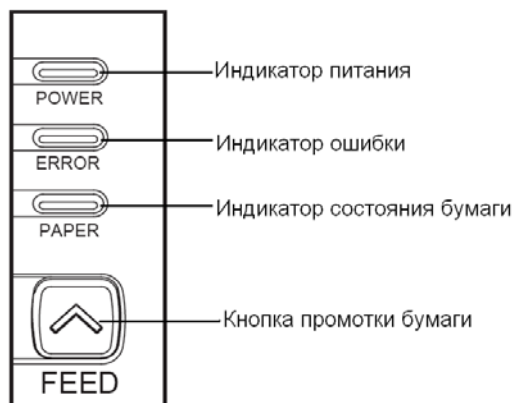 Индикатор питания
POWER
Индикатор ошибки
ERROR
Индикатор состояния бумаги
PAPER
Кнопка промотки бумаги
FEED